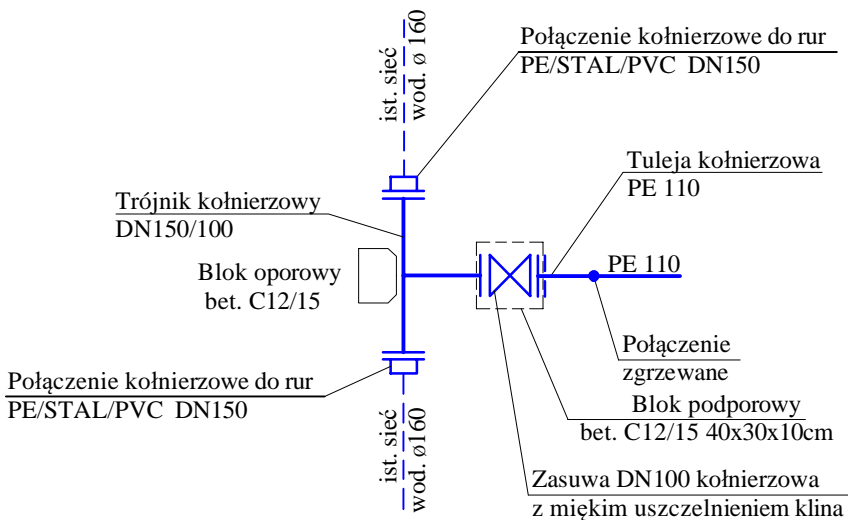 ist. sieć
wod. ø 160
Połączenie kołnierzowe do rur
PE/STAL/PVC DN150
Tuleja kołnierzowa
PE 110
Trójnik kołnierzowy
DN150/100
Blok oporowy
bet. C12/15
PE 110
Połączenie
zgrzewane
Połączenie kołnierzowe do rur
PE/STAL/PVC DN150
Blok podporowy
bet. C12/15 40x30x10cm
ist. sieć
wod. ø160
Zasuwa DN100 kołnierzowa
z miękim uszczelnieniem klina